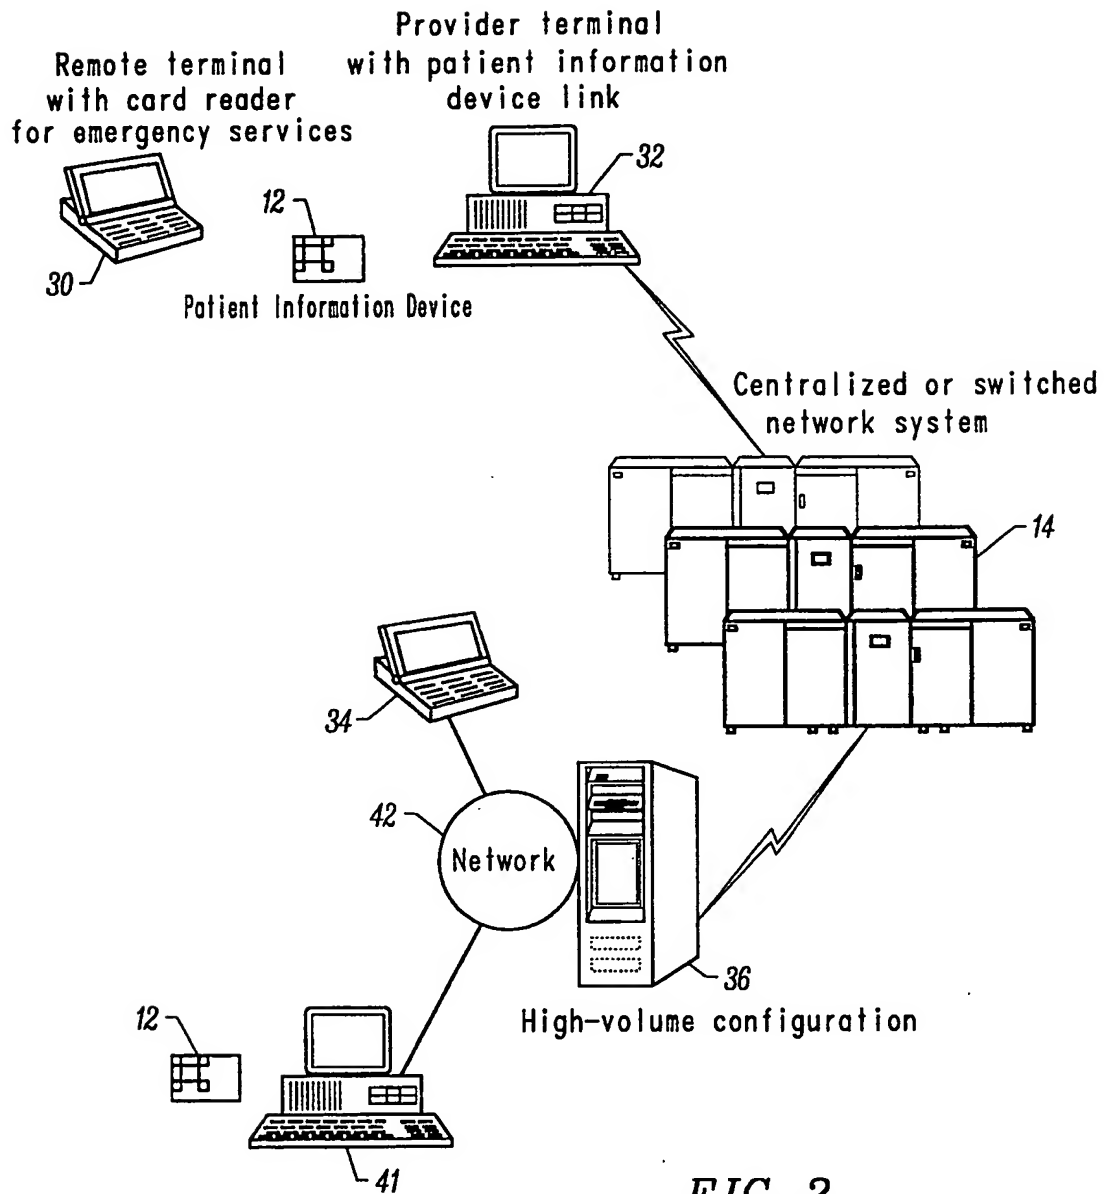 Provider terminal
with patient information
device link
Remote terminal
with card reader
for emergency services
32
12
30
Patient Information Device
Centralized or switched
network system
14
34
42
Network
36
High-volume configuration
12
41
FIG. 2